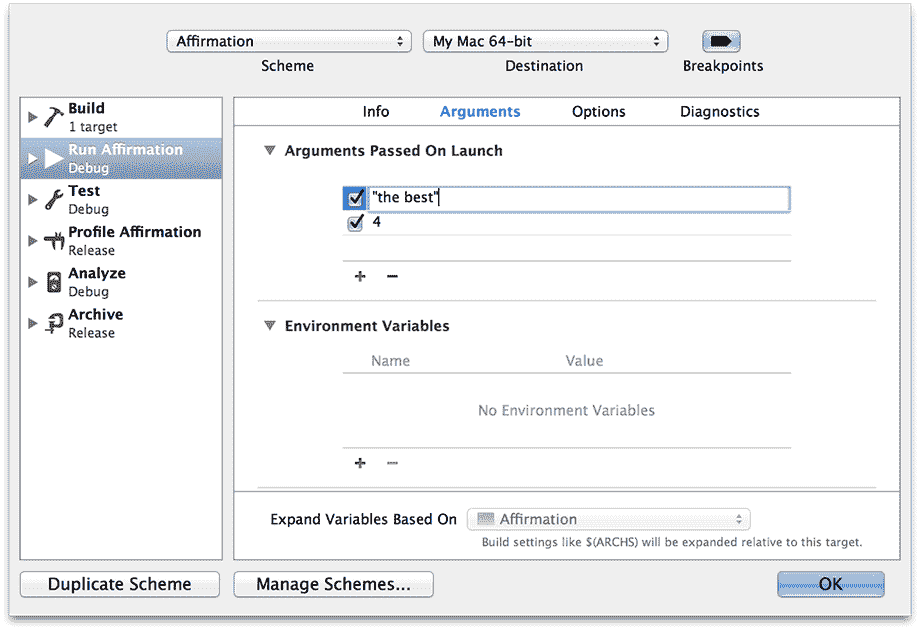 Affirmation
My Mac 64-bit
Scheme
Destination
Breakpoints
Build
1 target
Run Affirmation
Debug
Test
Debug
Profile Affirmation
Release
Analyze
Debug
Archive
Release
Info
Arguments
Options
Diagnostics
Arguments Passed On Launch
"the best"
4
+ −
Environment Variables
Name
Value
No Environment Variables
+ −
Expand Variables Based On
Affirmation
Build settings like $(ARCHS) will be expanded relative to this target.
Duplicate Scheme
Manage Schemes...
OK